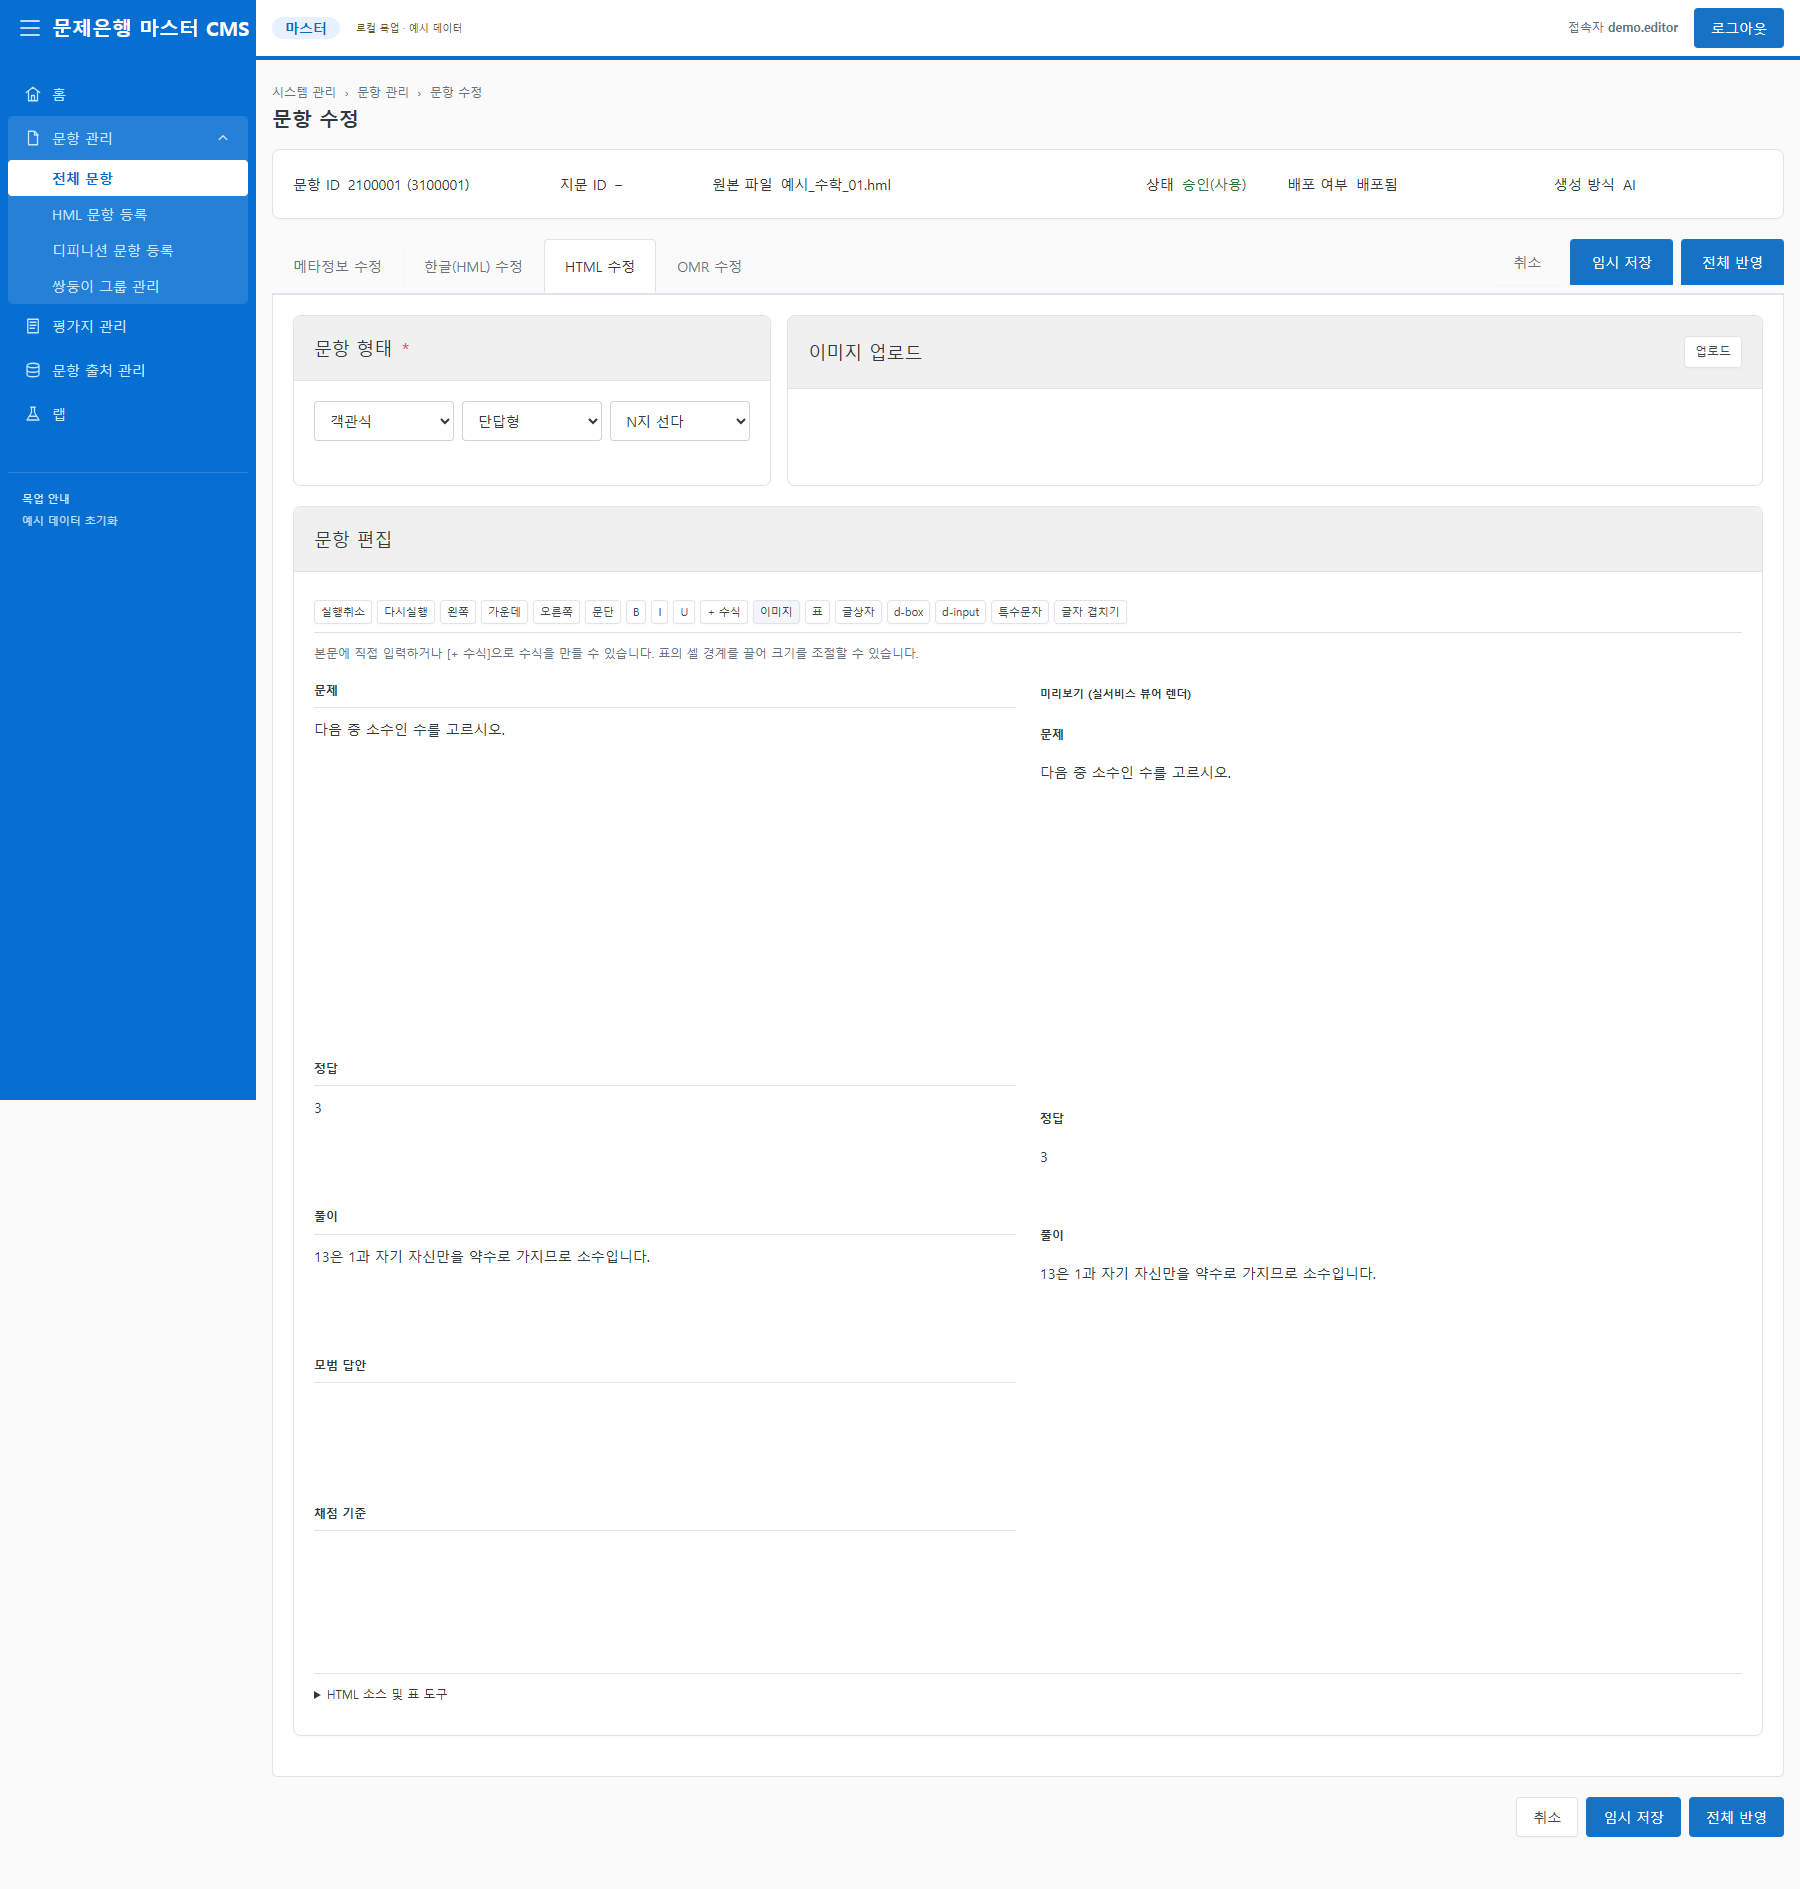 문제은행 마스터 CMS
마스터
로컬 목업 · 예시 데이터
접속자 demo.editor
로그아웃
홈
문항 관리
전체 문항
HML 문항 등록
디피니션 문항 등록
쌍둥이 그룹 관리
평가지 관리
문항 출처 관리
랩
목업 안내
예시 데이터 초기화
시스템 관리 › 문항 관리 › 문항 수정
문항 수정
문항 ID 2100001 (3100001)
지문 ID –
원본 파일 예시_수학_01.hml
상태 승인(사용)
배포 여부 배포됨
생성 방식 AI
메타정보 수정
한글(HML) 수정
HTML 수정
OMR 수정
취소
임시 저장
전체 반영
문항 형태 *
객관식
단답형
N지 선다
이미지 업로드
업로드
문항 편집
실행취소
다시실행
왼쪽
가운데
오른쪽
문단
B
I
U
+ 수식
이미지
표
글상자
d-box
d-input
특수문자
글자 겹치기
본문에 직접 입력하거나 [+ 수식]으로 수식을 만들 수 있습니다. 표의 셀 경계를 끌어 크기를 조절할 수 있습니다.
문제
다음 중 소수인 수를 고르시오.
정답
3
풀이
13은 1과 자기 자신만을 약수로 가지므로 소수입니다.
모범 답안
채점 기준
미리보기 (실서비스 뷰어 렌더)
문제
다음 중 소수인 수를 고르시오.
정답
3
풀이
13은 1과 자기 자신만을 약수로 가지므로 소수입니다.
▶ HTML 소스 및 표 도구
취소
임시 저장
전체 반영